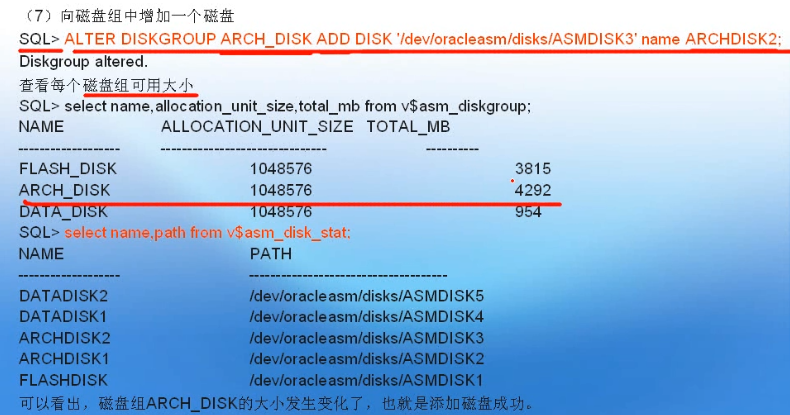 （7）向磁盘组中增加一个磁盘
SQL> ALTER DISKGROUP ARCH_DISK ADD DISK '/dev/oracleasm/disks/ASMDISK3' name ARCHDISK2;
Diskgroup altered.
查看每个磁盘组可用大小
SQL> select name,allocation_unit_size,total_mb from v$asm_diskgroup;
NAME ALLOCATION_UNIT_SIZE TOTAL_MB
------------------ ------------------------------ ----------
FLASH_DISK 1048576 3815
ARCH_DISK 1048576 4292
DATA_DISK 1048576 954
SQL> select name,path from v$asm_disk_stat;
NAME PATH
------------------ ------------------------------------
DATADISK2 /dev/oracleasm/disks/ASMDISK5
DATADISK1 /dev/oracleasm/disks/ASMDISK4
ARCHDISK2 /dev/oracleasm/disks/ASMDISK3
ARCHDISK1 /dev/oracleasm/disks/ASMDISK2
FLASHDISK /dev/oracleasm/disks/ASMDISK1
可以看出，磁盘组ARCH_DISK的大小发生变化了，也就是添加磁盘成功。